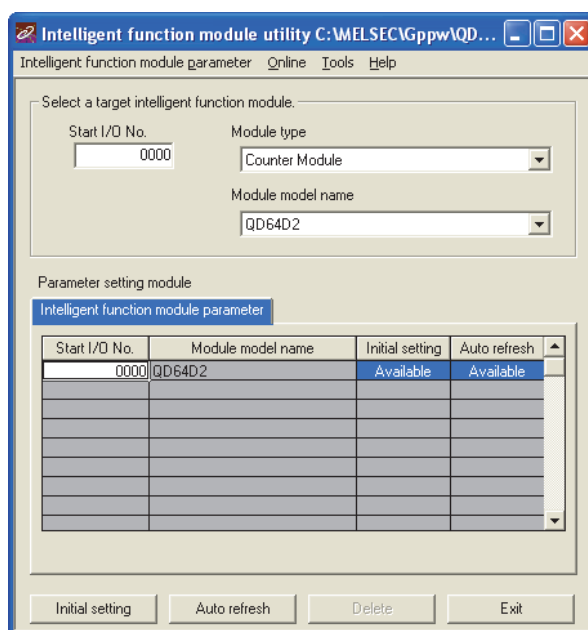 Intelligent function module utility C:\MELSEC\Gppw\QD...
Intelligent function module parameter Online Tools Help
Select a target intelligent function module.
Start I/O No. Module type
0000 Counter Module
Module model name
QD64D2
Parameter setting module
Intelligent function module parameter
Start I/O No. Module model name Initial setting Auto refresh
0000 QD64D2 Available Available
Initial setting Auto refresh Delete Exit